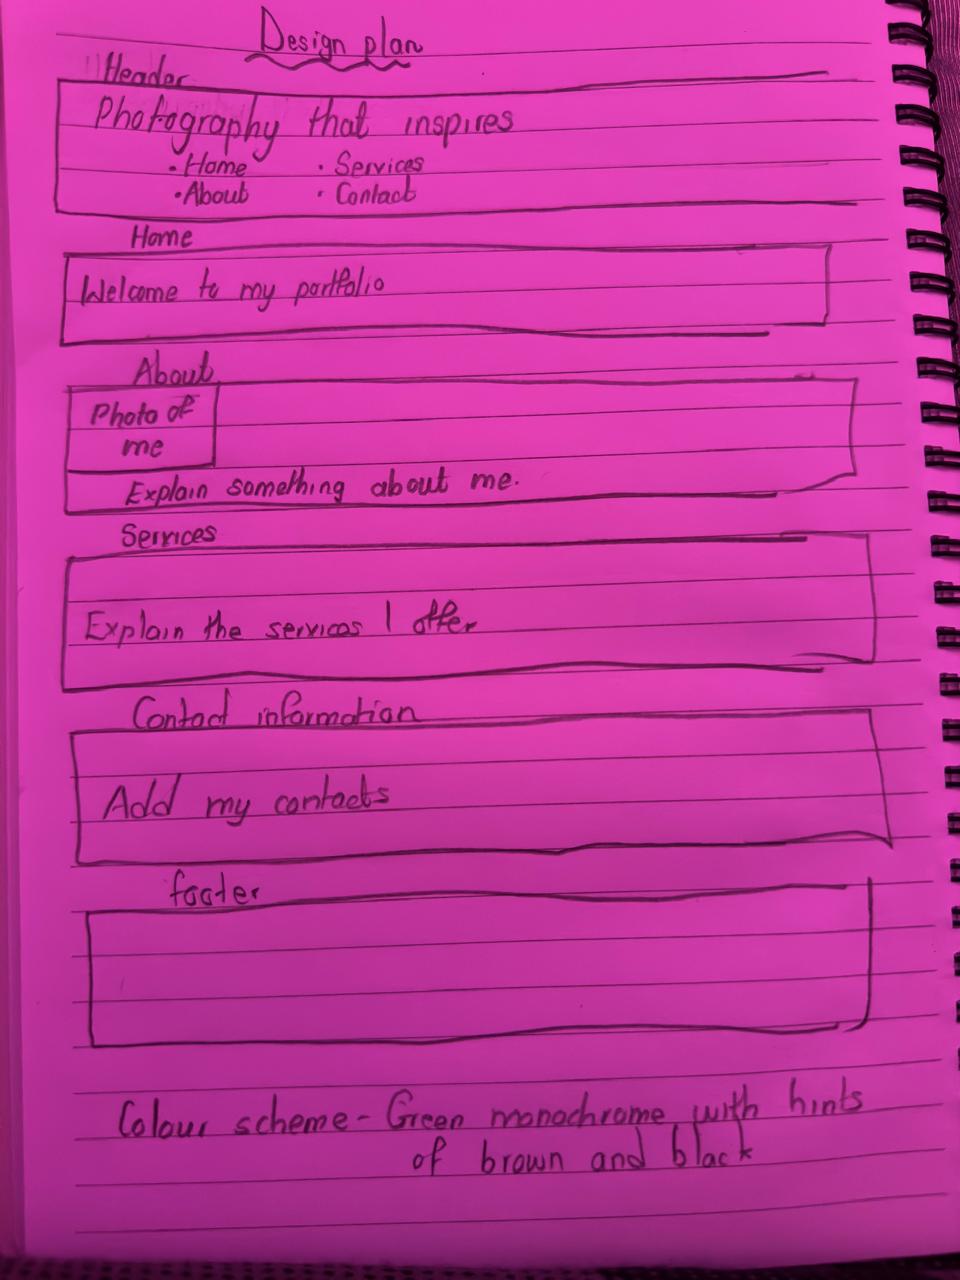 Design plan
Header
Photography that inspires
• Home • Services
• About • Contact
Home
Welcome to my portfolio
About
Photo of
me
Explain something about me.
Services
Explain the services I offer
Contact information
Add my contacts
footer
Colour scheme - Green monochrome with hints
of brown and black